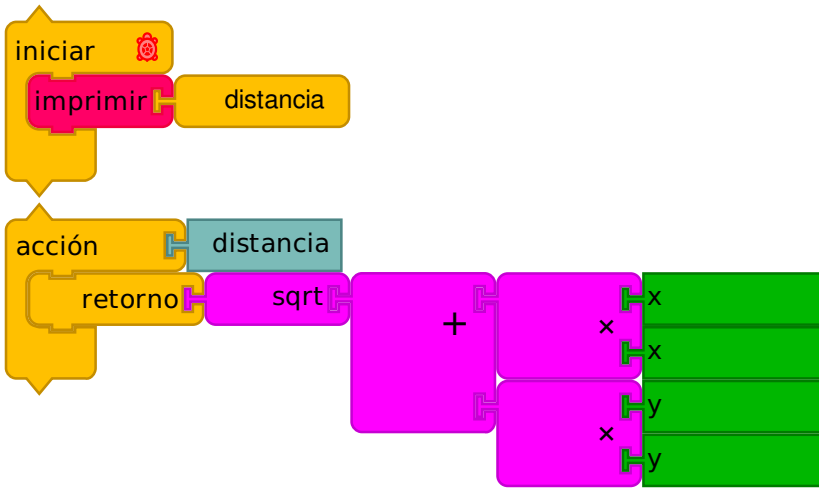 iniciar
imprimir distancia
acción distancia
retorno sqrt + × x
x
× y
y